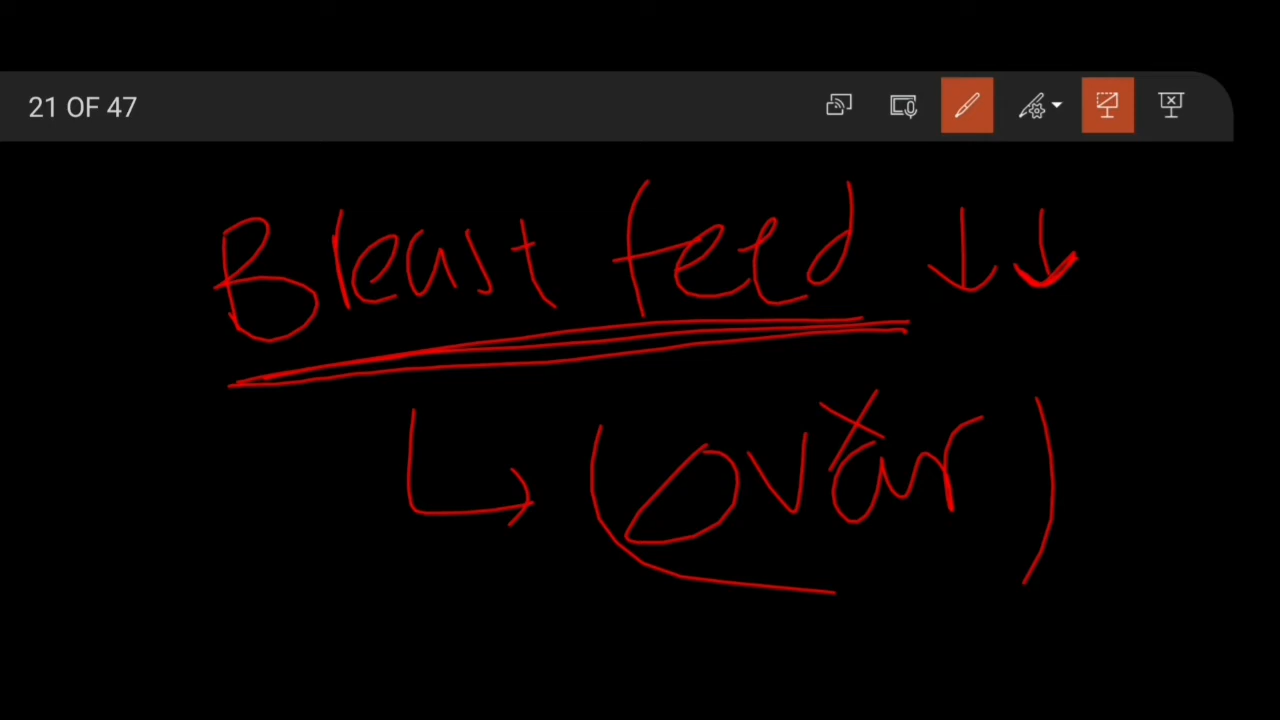 21 OF 47
Breast feed ↓↓
↳ (ovar)